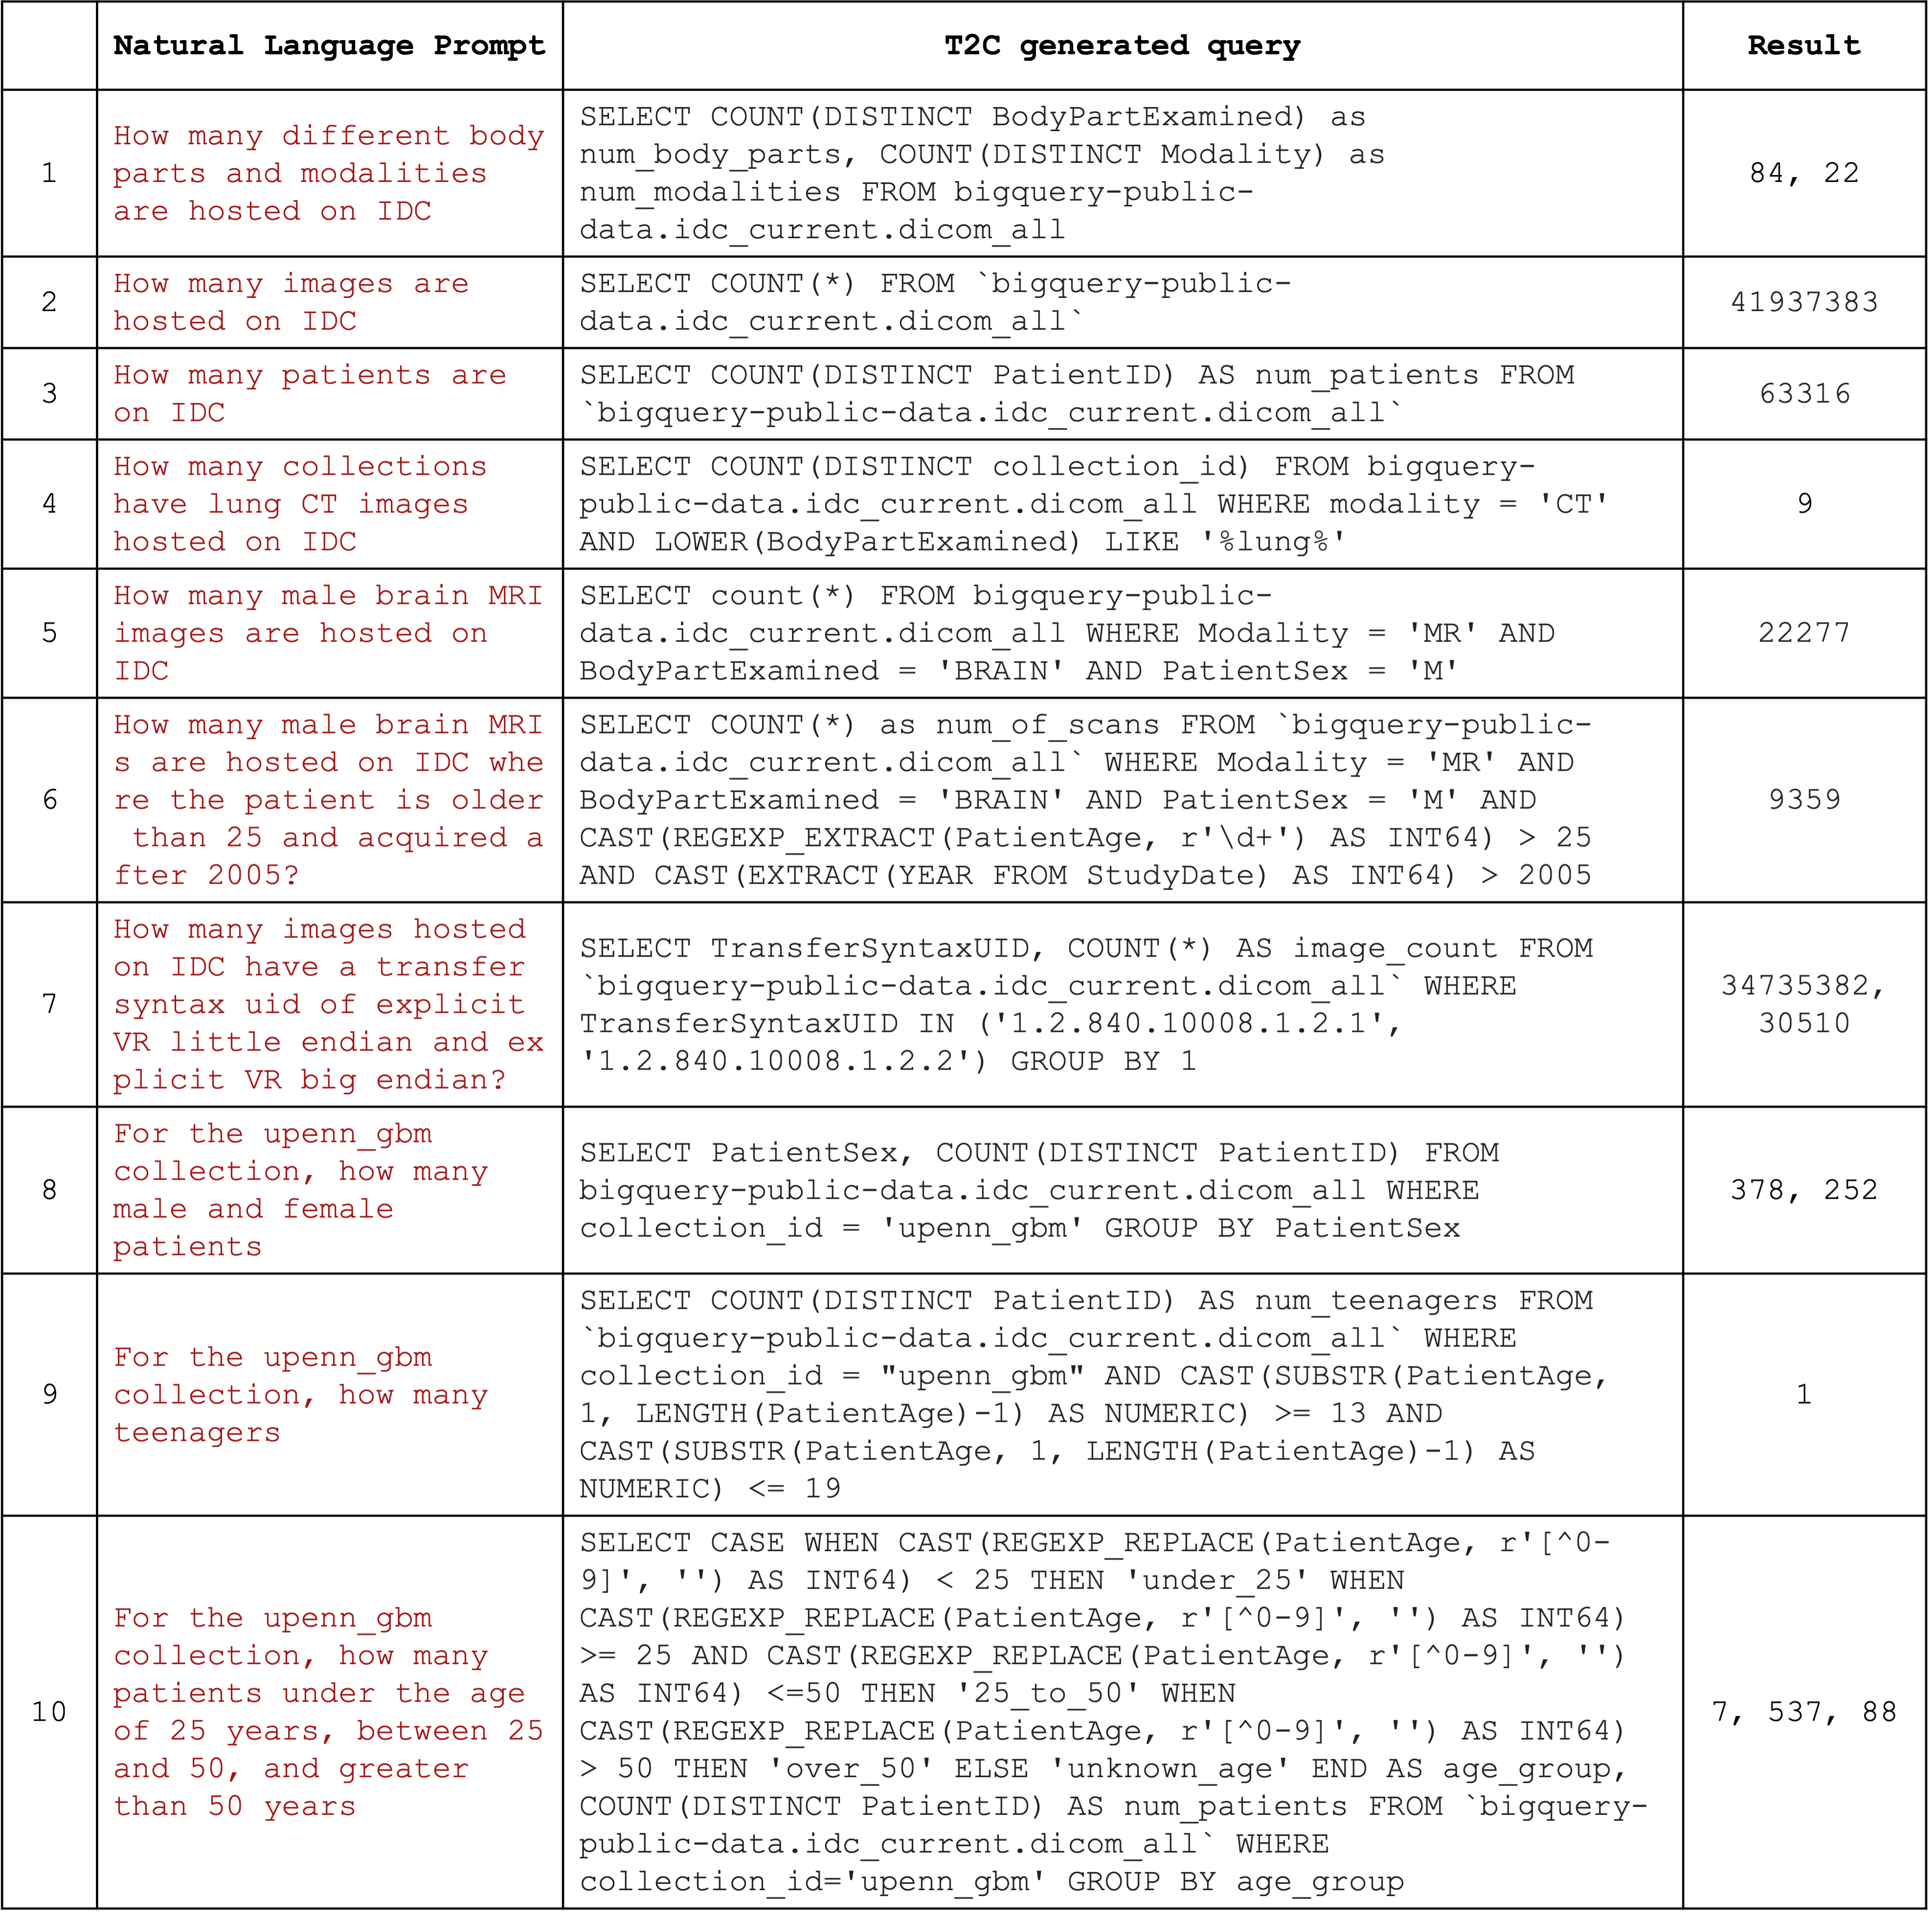 Natural Language Prompt
T2C generated query
Result
1
How many different body
parts and modalities
are hosted on IDC
SELECT COUNT(DISTINCT BodyPartExamined) as
num_body_parts, COUNT(DISTINCT Modality) as
num_modalities FROM bigquery-public-
data.idc_current.dicom_all
84, 22
2
How many images are
hosted on IDC
SELECT COUNT(*) FROM `bigquery-public-
data.idc_current.dicom_all`
41937383
3
How many patients are
on IDC
SELECT COUNT(DISTINCT PatientID) AS num_patients FROM
`bigquery-public-data.idc_current.dicom_all`
63316
4
How many collections
have lung CT images
hosted on IDC
SELECT COUNT(DISTINCT collection_id) FROM bigquery-
public-data.idc_current.dicom_all WHERE modality = 'CT'
AND LOWER(BodyPartExamined) LIKE '%lung%'
9
5
How many male brain MRI
images are hosted on
IDC
SELECT count(*) FROM bigquery-public-
data.idc_current.dicom_all WHERE Modality = 'MR' AND
BodyPartExamined = 'BRAIN' AND PatientSex = 'M'
22277
6
How many male brain MRI
s are hosted on IDC whe
re the patient is older
than 25 and acquired a
fter 2005?
SELECT COUNT(*) as num_of_scans FROM `bigquery-public-
data.idc_current.dicom_all` WHERE Modality = 'MR' AND
BodyPartExamined = 'BRAIN' AND PatientSex = 'M' AND
CAST(REGEXP_EXTRACT(PatientAge, r'\d+') AS INT64) > 25
AND CAST(EXTRACT(YEAR FROM StudyDate) AS INT64) > 2005
9359
7
How many images hosted
on IDC have a transfer
syntax uid of explicit
VR little endian and ex
plicit VR big endian?
SELECT TransferSyntaxUID, COUNT(*) AS image_count FROM
`bigquery-public-data.idc_current.dicom_all` WHERE
TransferSyntaxUID IN ('1.2.840.10008.1.2.1',
'1.2.840.10008.1.2.2') GROUP BY 1
34735382,
30510
8
For the upenn_gbm
collection, how many
male and female
patients
SELECT PatientSex, COUNT(DISTINCT PatientID) FROM
bigquery-public-data.idc_current.dicom_all WHERE
collection_id = 'upenn_gbm' GROUP BY PatientSex
378, 252
9
For the upenn_gbm
collection, how many
teenagers
SELECT COUNT(DISTINCT PatientID) AS num_teenagers FROM
`bigquery-public-data.idc_current.dicom_all` WHERE
collection_id = "upenn_gbm" AND CAST(SUBSTR(PatientAge,
1, LENGTH(PatientAge)-1) AS NUMERIC) >= 13 AND
CAST(SUBSTR(PatientAge, 1, LENGTH(PatientAge)-1) AS
NUMERIC) <= 19
1
10
For the upenn_gbm
collection, how many
patients under the age
of 25 years, between 25
and 50, and greater
than 50 years
SELECT CASE WHEN CAST(REGEXP_REPLACE(PatientAge, r'[^0-
9]', '') AS INT64) < 25 THEN 'under_25' WHEN
CAST(REGEXP_REPLACE(PatientAge, r'[^0-9]', '') AS INT64)
>= 25 AND CAST(REGEXP_REPLACE(PatientAge, r'[^0-9]', '')
AS INT64) <=50 THEN '25_to_50' WHEN
CAST(REGEXP_REPLACE(PatientAge, r'[^0-9]', '') AS INT64)
> 50 THEN 'over_50' ELSE 'unknown_age' END AS age_group,
COUNT(DISTINCT PatientID) AS num_patients FROM `bigquery-
public-data.idc_current.dicom_all` WHERE
collection_id='upenn_gbm' GROUP BY age_group
7, 537, 88